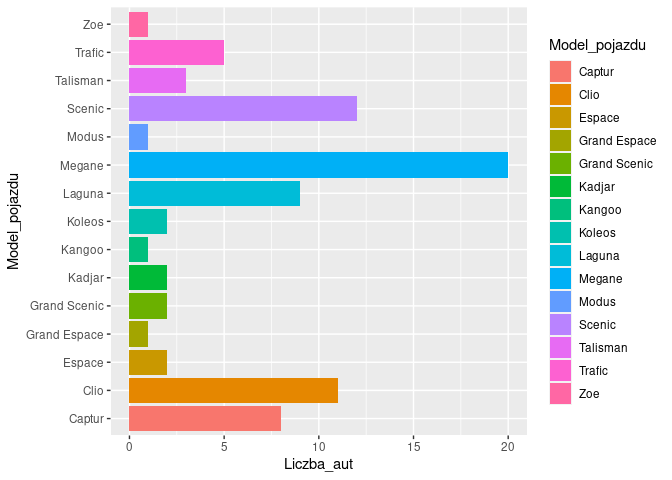 Model_pojazdu
Zoe
Trafic
Talisman
Scenic
Modus
Megane
Laguna
Koleos
Kangoo
Kadjar
Grand Scenic
Grand Espace
Espace
Clio
Captur
0 5 10 15 20
Liczba_aut
Model_pojazdu
Captur
Clio
Espace
Grand Espace
Grand Scenic
Kadjar
Kangoo
Koleos
Laguna
Megane
Modus
Scenic
Talisman
Trafic
Zoe